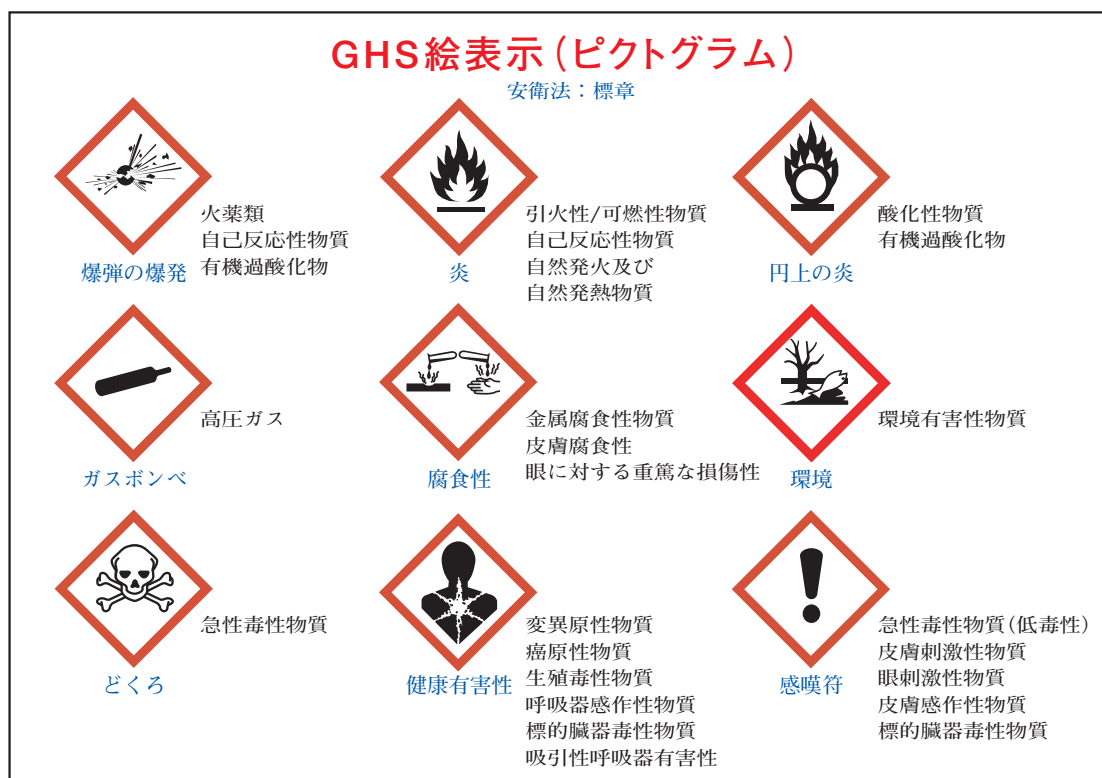 GHS絵表示(ピクトグラム)
安衛法：標章
爆弾の爆発
火薬類
自己反応性物質
有機過酸化物
炎
引火性/可燃性物質
自己反応性物質
自然発火及び
自然発熱物質
円上の炎
酸化性物質
有機過酸化物
ガスボンベ
高圧ガス
腐食性
金属腐食性物質
皮膚腐食性
眼に対する重篤な損傷性
環境
環境有害性物質
どくろ
急性毒性物質
健康有害性
変異原性物質
癌原性物質
生殖毒性物質
呼吸器感作性物質
標的臓器毒性物質
吸引性呼吸器有害性
感嘆符
急性毒性物質(低毒性)
皮膚刺激性物質
眼刺激性物質
皮膚感作性物質
標的臓器毒性物質